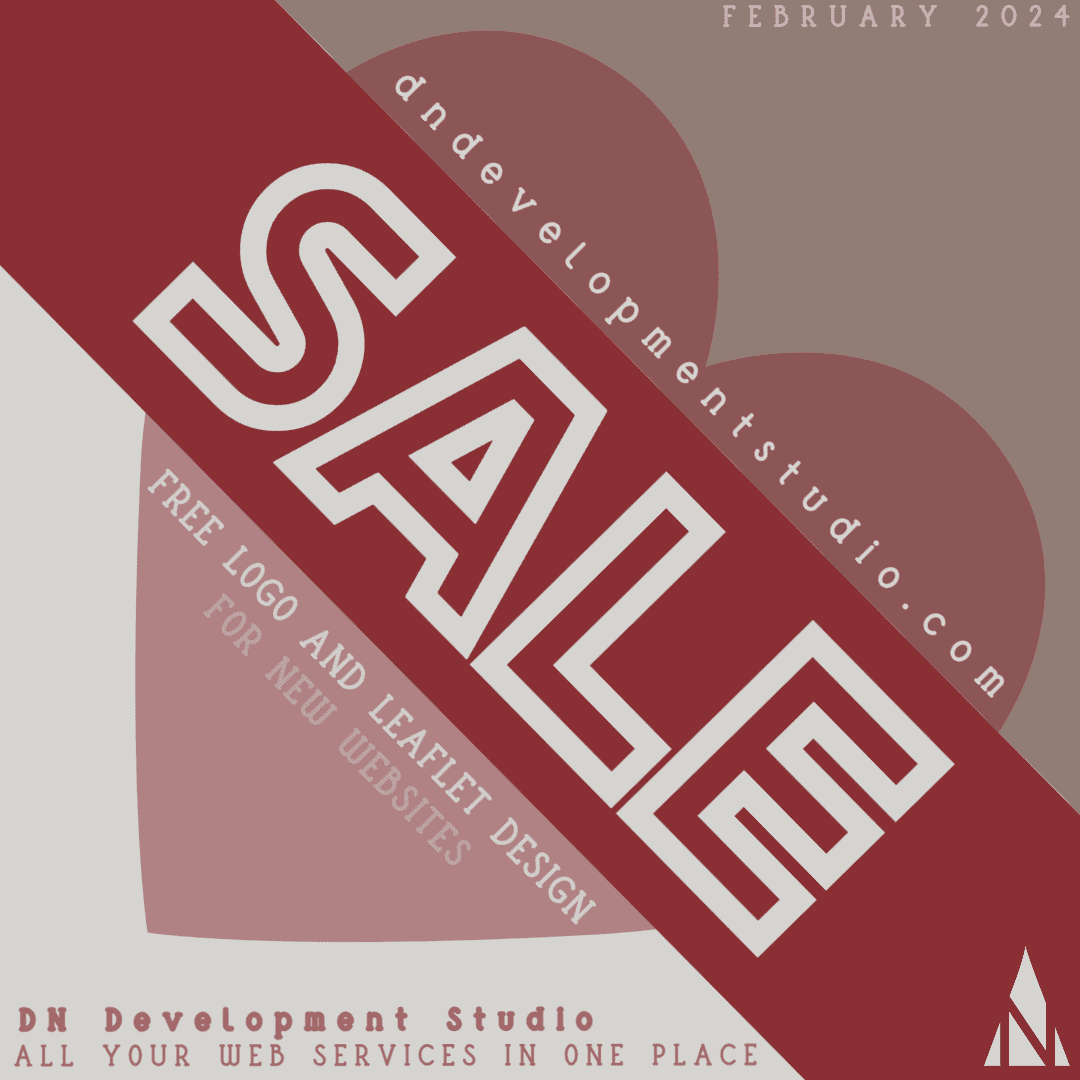 FEBRUARY 2024
dndevelopmentstudio.com
SALE
FREE LOGO AND LEAFLET DESIGN
FOR NEW WEBSITES
DN Development Studio
ALL YOUR WEB SERVICES IN ONE PLACE
N